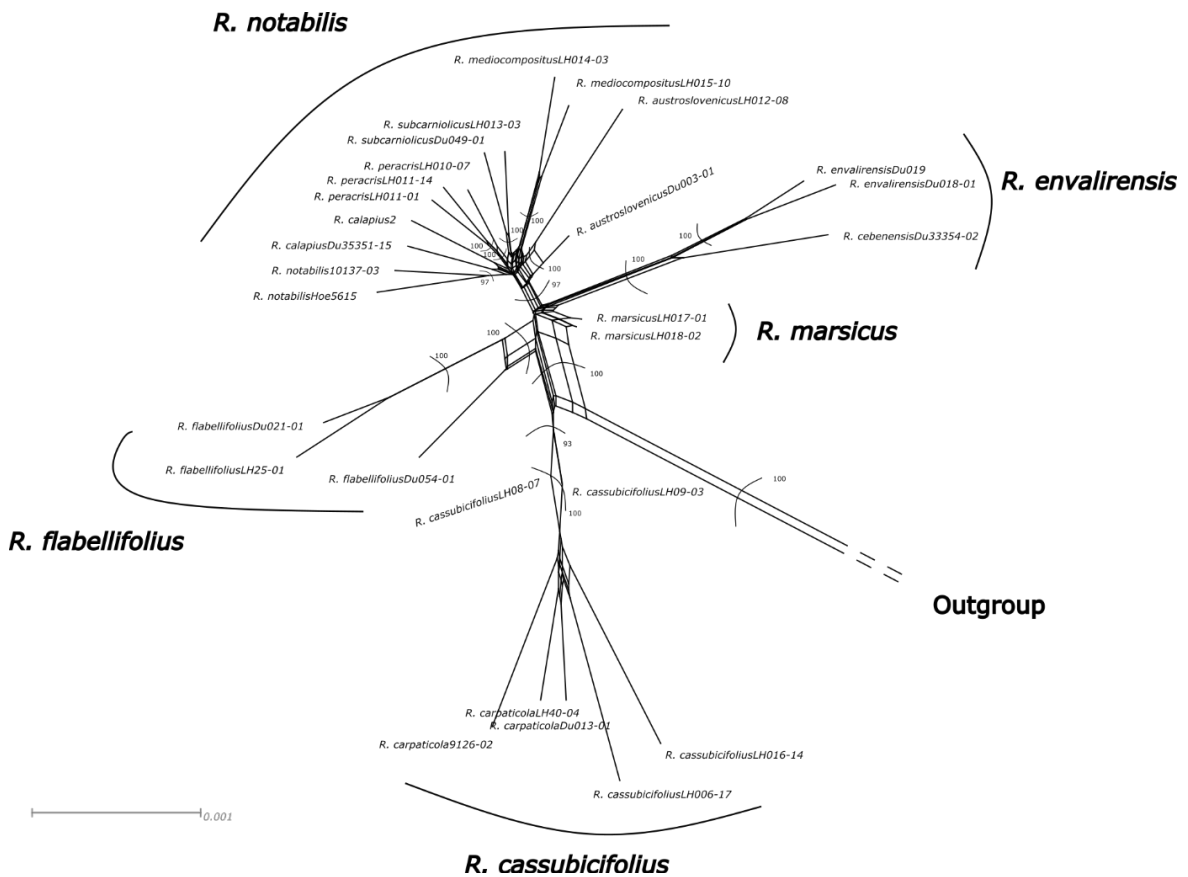 R. notabilis
R. mediocompositusLH014-03
R. mediocompositusLH015-10
R. austroslovenicusLH012-08
R. subcarniolicusLH013-03
R. subcarniolicusDu049-01
R. peracrisLH010-07
R. peracrisLH011-14
R. peracrisLH011-01
R. calapius2
R. calapiusDu35351-15
R. notabilis10137-03
R. notabilisHoe5615
R. austroslovenicusDu003-01
R. envalirensisDu019
R. envalirensisDu018-01
R. cebenensisDu33354-02
R. envalirensis
100
100
100
100
100
97
97
100
100
R. marsicusLH017-01
R. marsicusLH018-02
R. marsicus
100
100
100
R. flabellifoliusDu021-01
R. flabellifoliusLH25-01
R. flabellifoliusDu054-01
R. flabellifolius
93
R. cassubicifoliusLH08-07
R. cassubicifoliusLH09-03
100
100
Outgroup
R. carpaticolaLH40-04
R. carpaticolaDu013-01
R. carpaticola9126-02
R. cassubicifoliusLH016-14
R. cassubicifoliusLH006-17
0.001
R. cassubicifolius